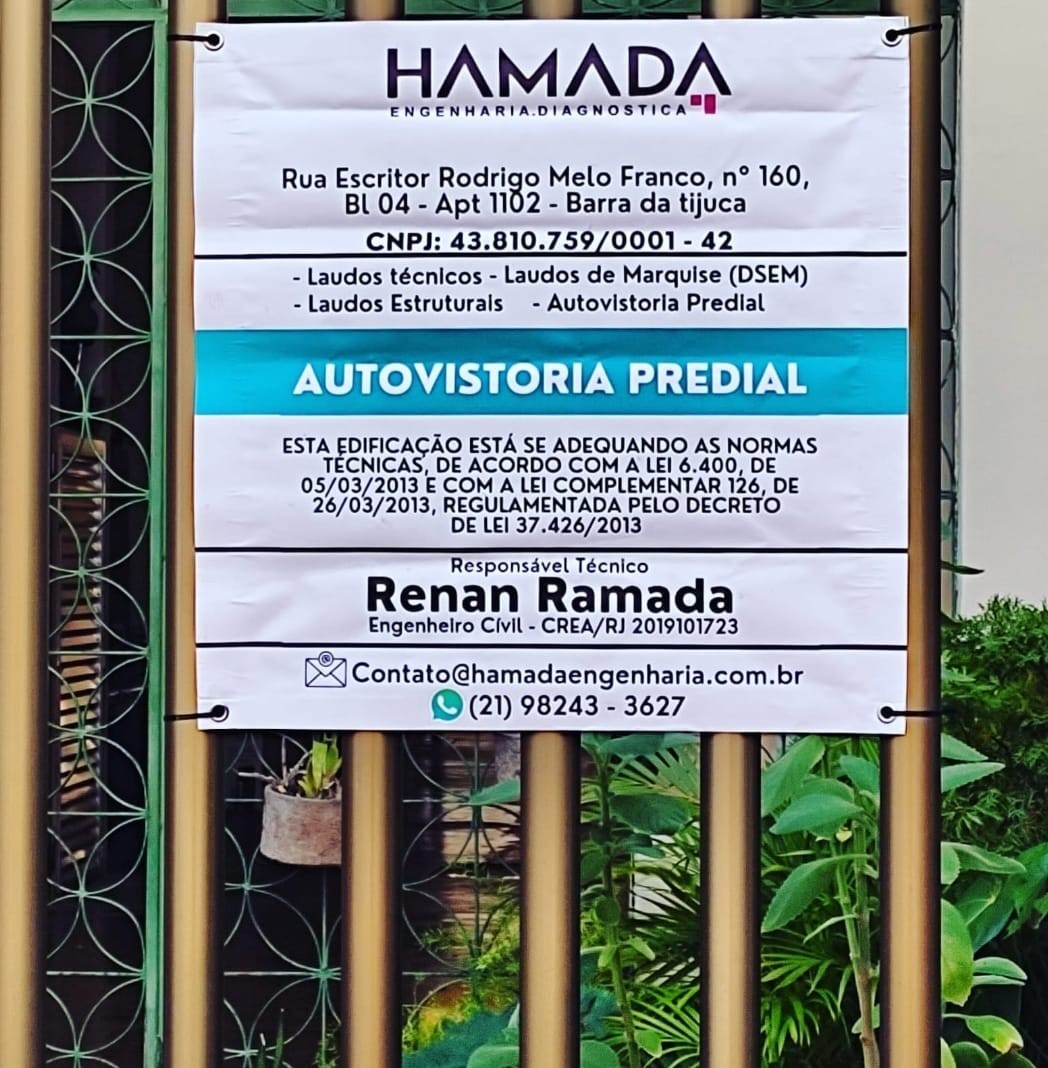 HAMADA
ENGENHARIA.DIAGNOSTICA
Rua Escritor Rodrigo Melo Franco, n° 160,
Bl 04 - Apt 1102 - Barra da tijuca
CNPJ: 43.810.759/0001 - 42
- Laudos técnicos - Laudos de Marquise (DSEM)
- Laudos Estruturais - Autovistoria Predial
AUTOVISTORIA PREDIAL
ESTA EDIFICAÇÃO ESTÁ SE ADEQUANDO AS NORMAS
TÉCNICAS, DE ACORDO COM A LEI 6.400, DE
05/03/2013 E COM A LEI COMPLEMENTAR 126, DE
26/03/2013, REGULAMENTADA PELO DECRETO
DE LEI 37.426/2013
Responsável Técnico
Renan Ramada
Engenheiro Cívil - CREA/RJ 2019101723
Contato@hamadaengenharia.com.br
(21) 98243 - 3627